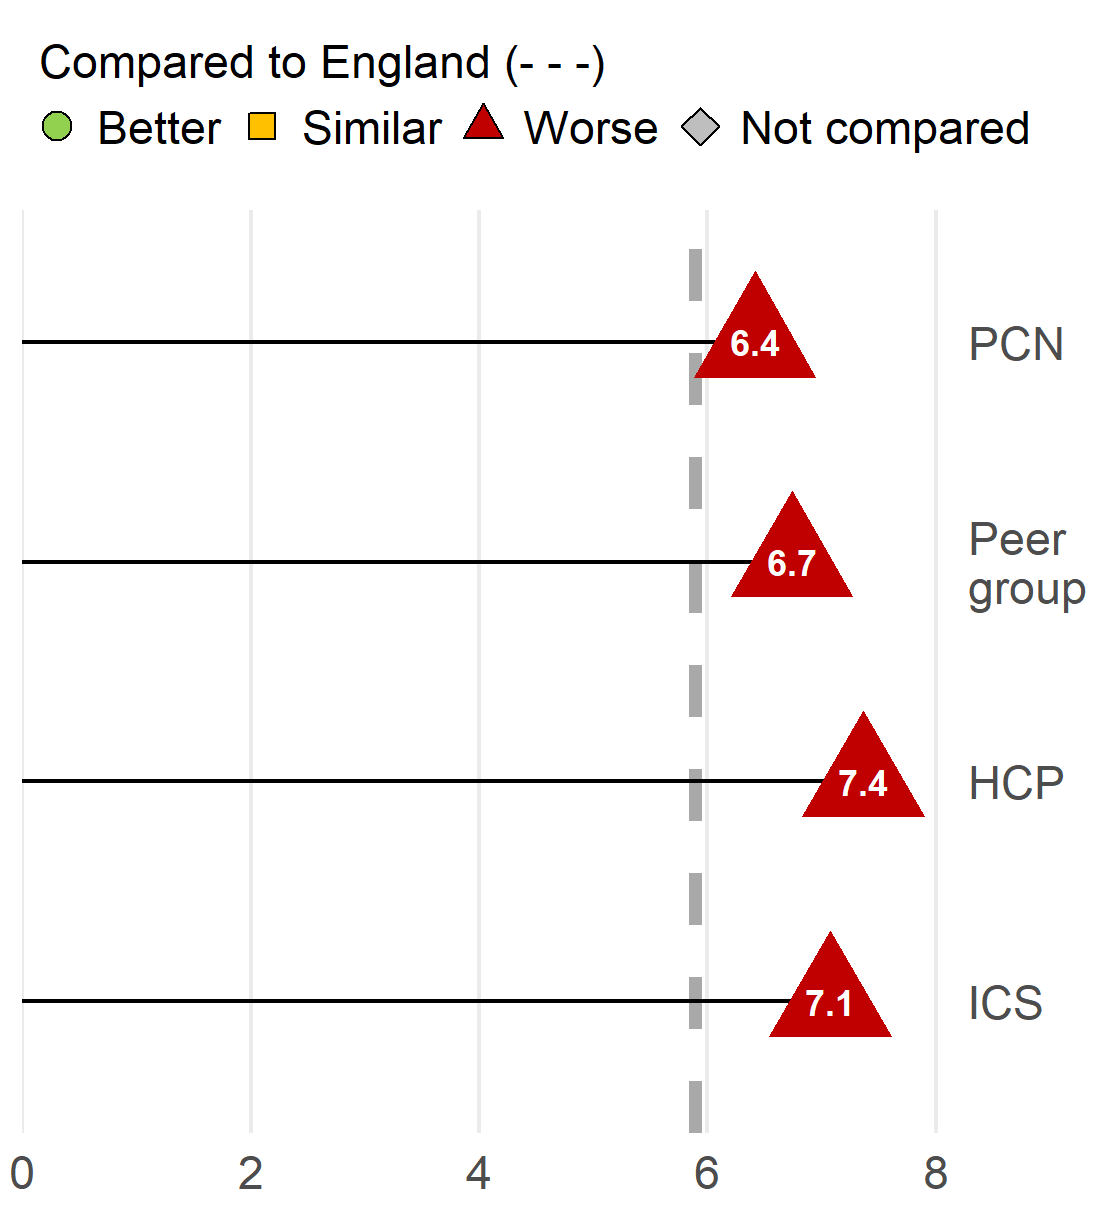 Compared to England (- - -)
Better Similar Worse Not compared
6.4 PCN
6.7 Peer
group
7.4 HCP
7.1 ICS
0 2 4 6 8